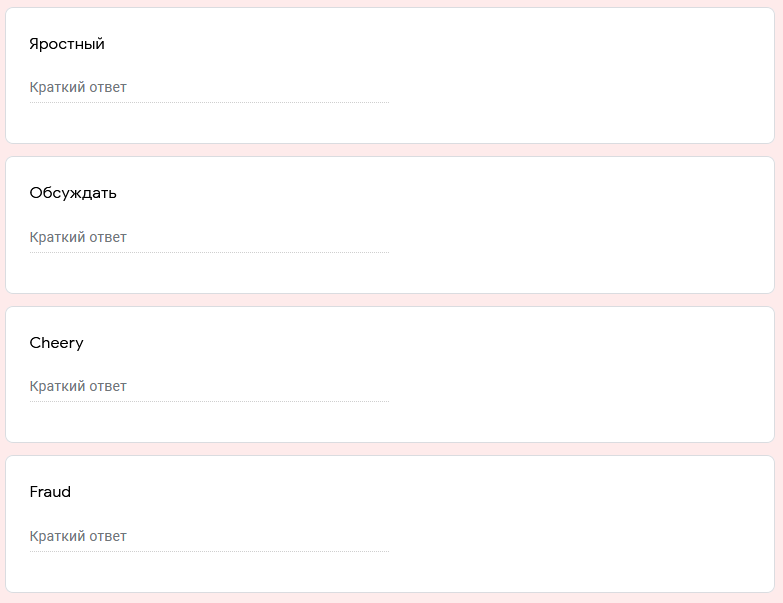 Яростный
Краткий ответ
Обсуждать
Краткий ответ
Cheery
Краткий ответ
Fraud
Краткий ответ